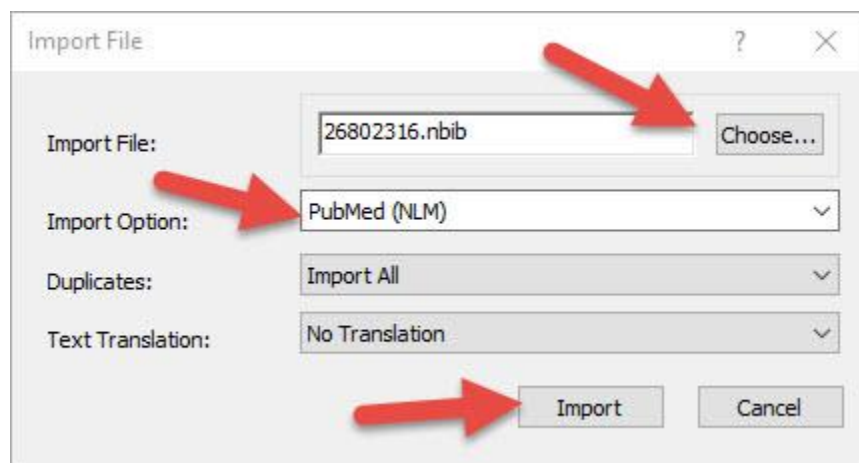 Import File ?
Import File: 26802316.nbib Choose...
Import Option: PubMed (NLM)
Duplicates: Import All
Text Translation: No Translation
Import Cancel